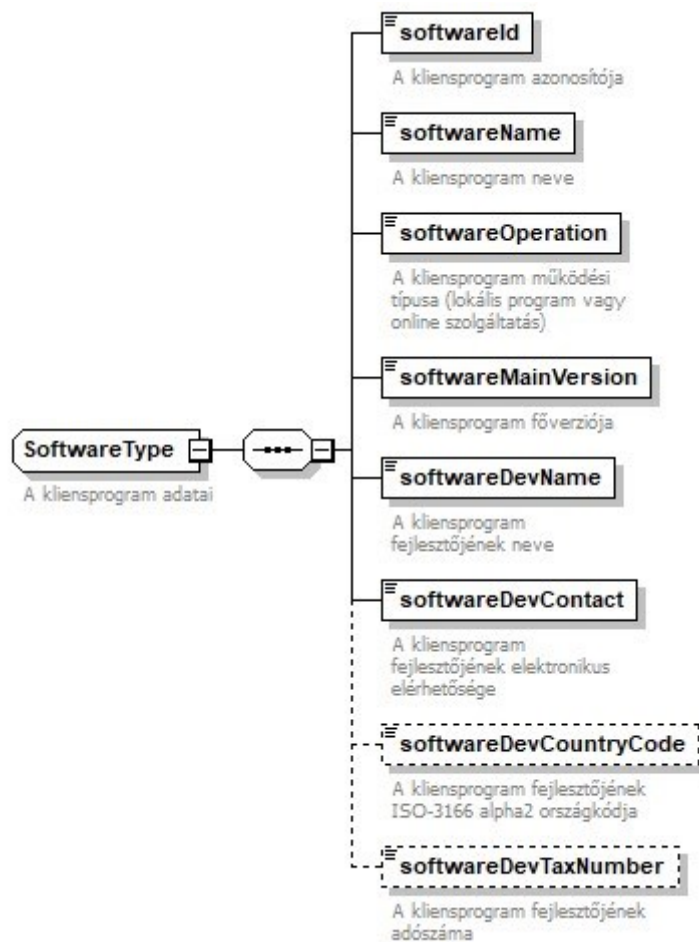 softwareId
A kliensprogram azonosítója
softwareName
A kliensprogram neve
softwareOperation
A kliensprogram működési
típusa (lokális program vagy
online szolgáltatás)
softwareMainVersion
A kliensprogram főverziója
SoftwareType
A kliensprogram adatai
softwareDevName
A kliensprogram
fejlesztőjének neve
softwareDevContact
A kliensprogram
fejlesztőjének elektronikus
elérhetősége
softwareDevCountryCode
A kliensprogram fejlesztőjének
ISO-3166 alpha2 országkódja
softwareDevTaxNumber
A kliensprogram fejlesztőjének
adószáma